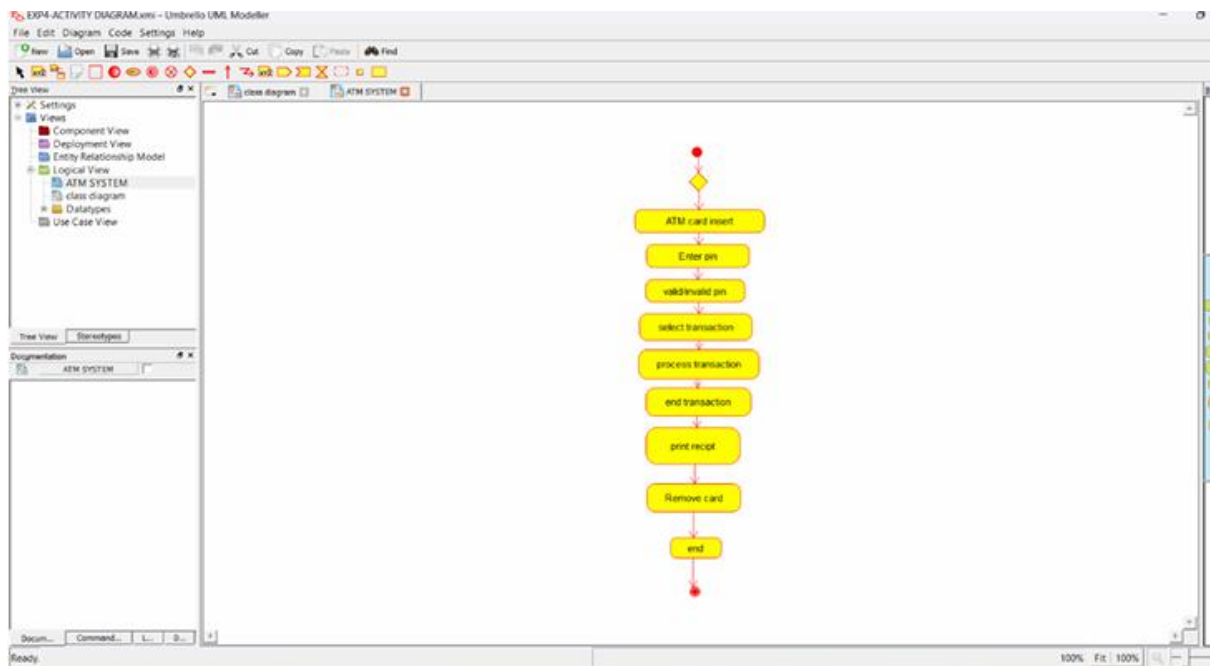 EXP4-ACTIVITY DIAGRAM.xmi – Umbrello UML Modeller
File Edit Diagram Code Settings Help
New Open Save Cut Copy Paste Find
Tree View
class diagram
ATM SYSTEM
Settings
Views
Component View
Deployment View
Entity Relationship Model
Logical View
ATM SYSTEM
class diagram
Datatypes
Use Case View
Tree View Stereotypes
Documentation
ATM SYSTEM
ATM card insert
Enter pin
valid/invalid pin
select transaction
process transaction
end transaction
print recipt
Remove card
end
Docum... Command... L... D...
Ready.
100% Fit 100%